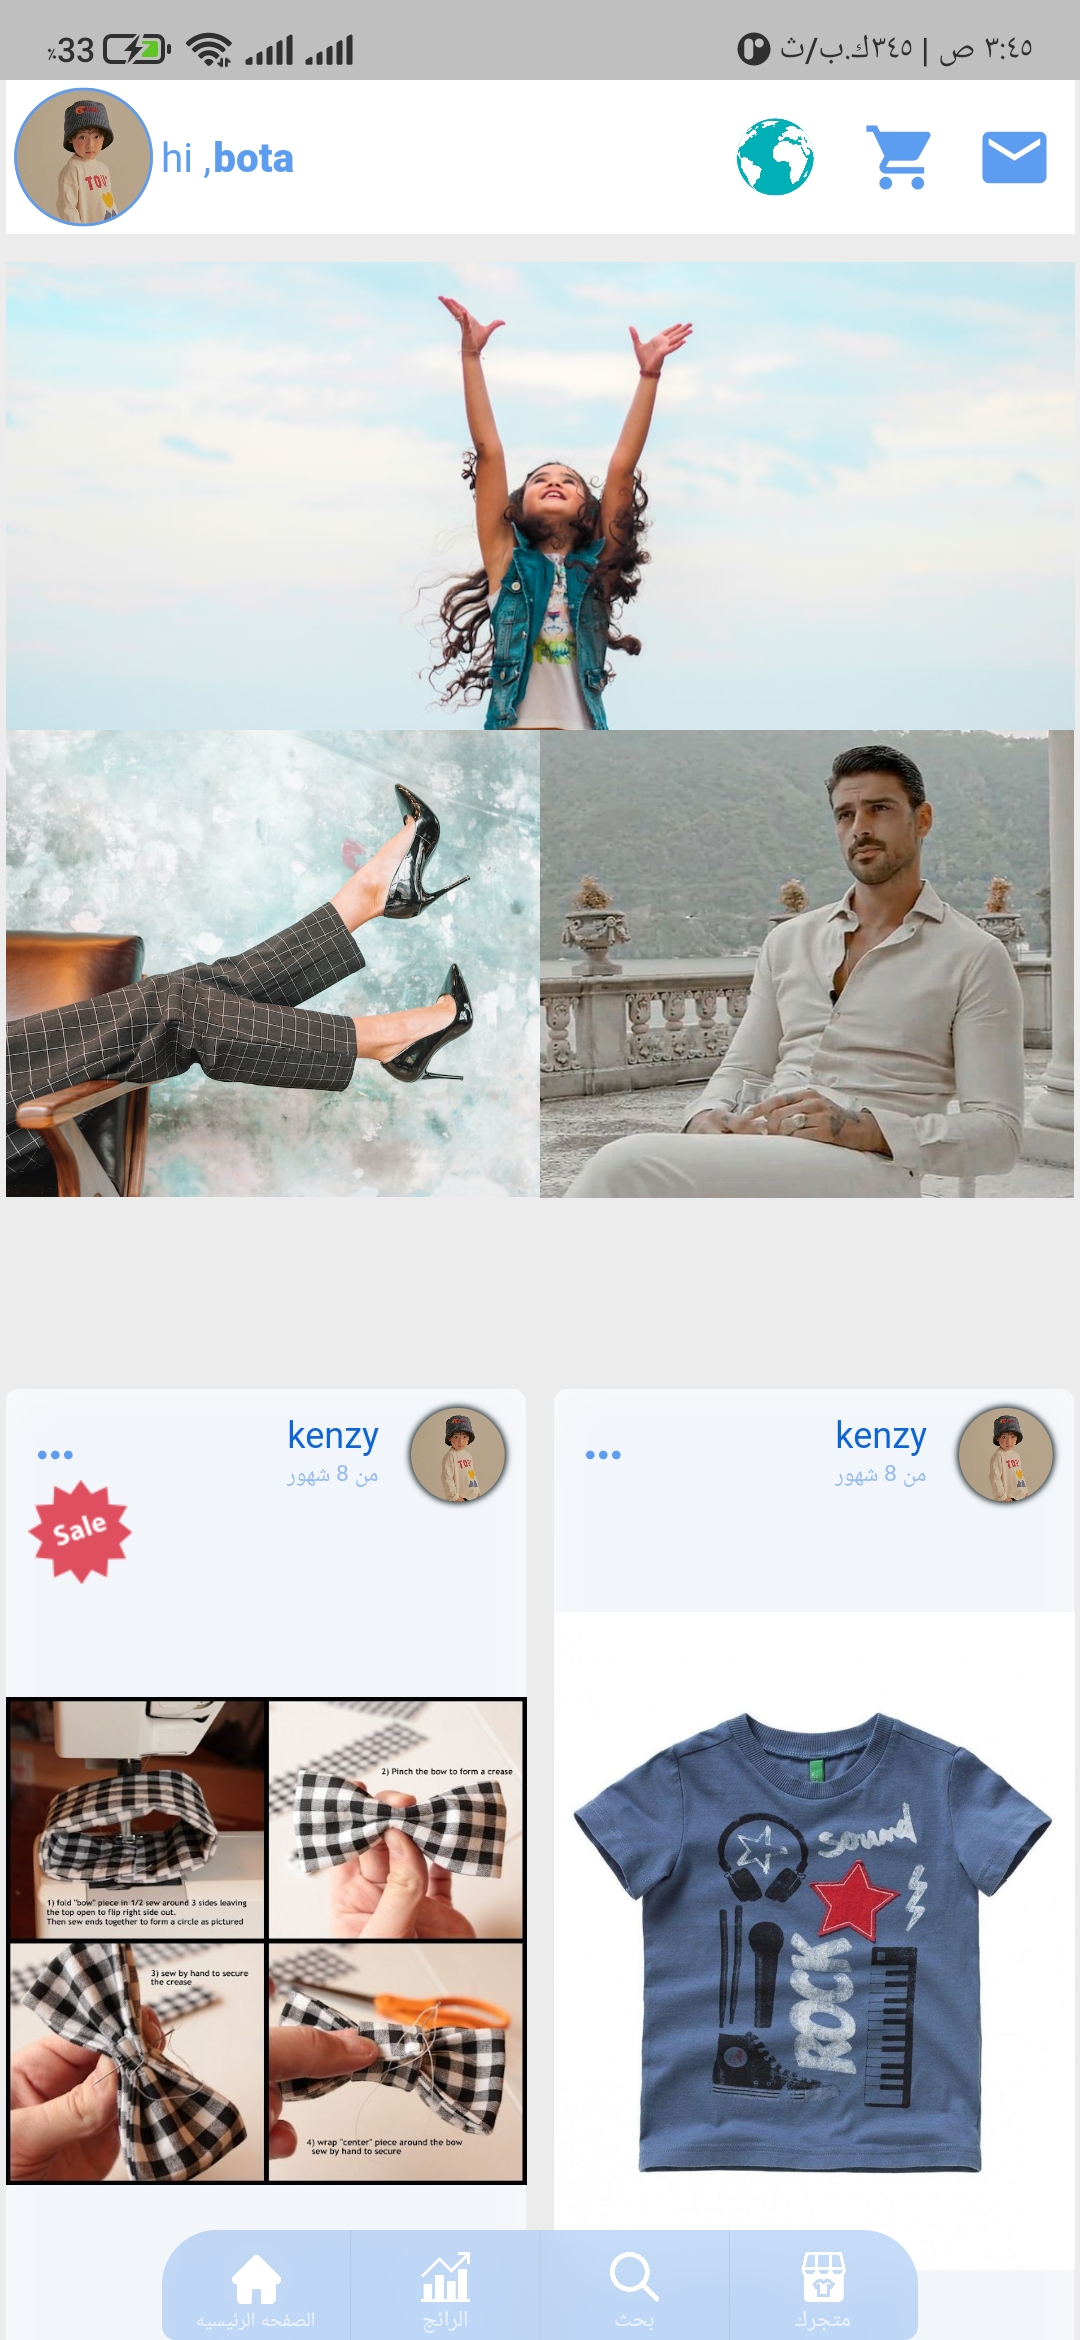 ٣:٤٥ ص | ٣٤٥ك.ب/ث
٪33
hi ,bota
kenzy
من 8 شهور
Sale
1) fold "bow" piece in 1/2 sew around 3 sides leaving
the top open to flip right side out.
Then sew ends together to form a circle as pictured
2) Pinch the bow to form a crease
3) sew by hand to secure
the crease
4) wrap "center" piece around the bow
sew by hand to secure
kenzy
من 8 شهور
sound
ROCK
الصفحه الرئيسيه
الرائج
بحث
متجرك